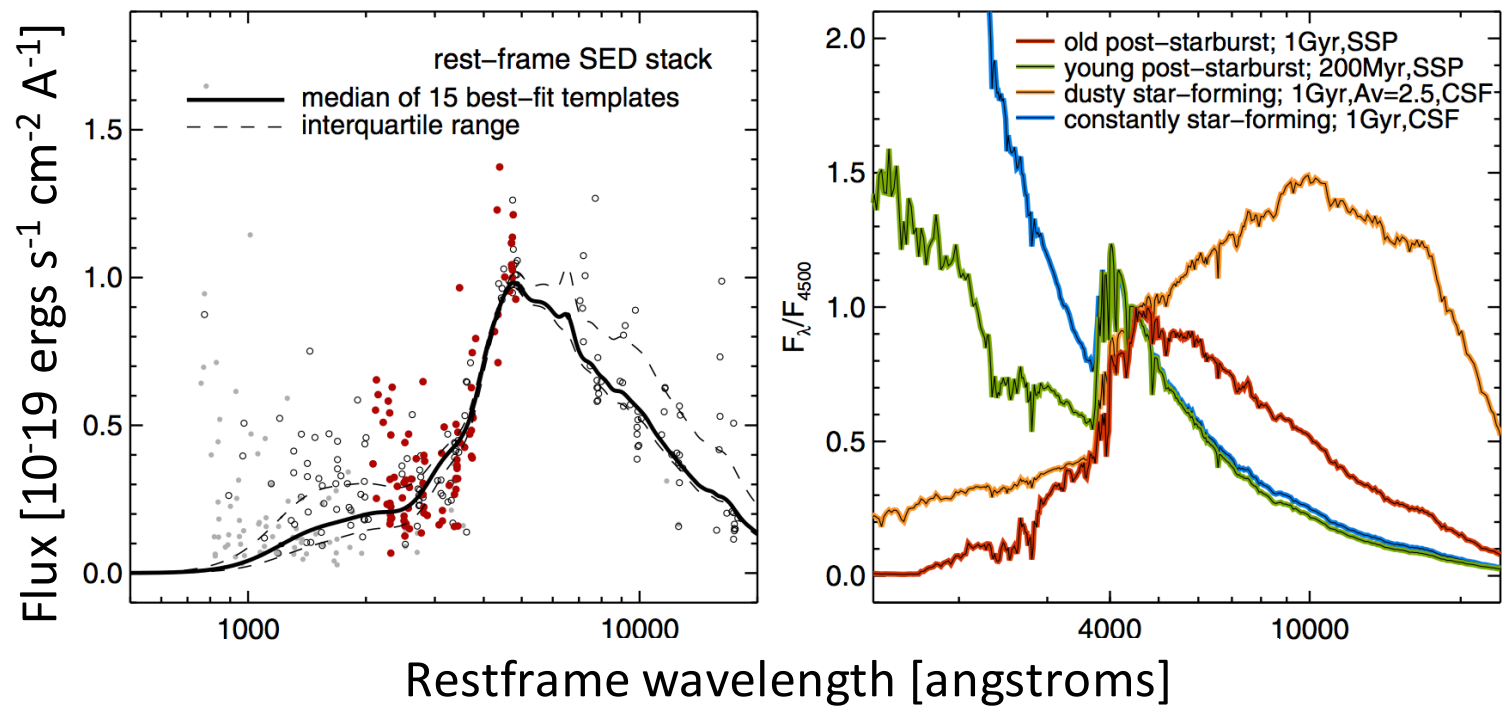 Flux [10-19 ergs s-1 cm-2 A-1]
rest-frame SED stack
median of 15 best-fit templates
interquartile range
1.5
1.0
0.5
0.0
1000
10000
Fλ/F4500
old post-starburst; 1Gyr,SSP
young post-starburst; 200Myr,SSP
dusty star-forming; 1Gyr,Av=2.5,CSF
constantly star-forming; 1Gyr,CSF
2.0
1.5
1.0
0.5
0.0
4000
10000
Restframe wavelength [angstroms]